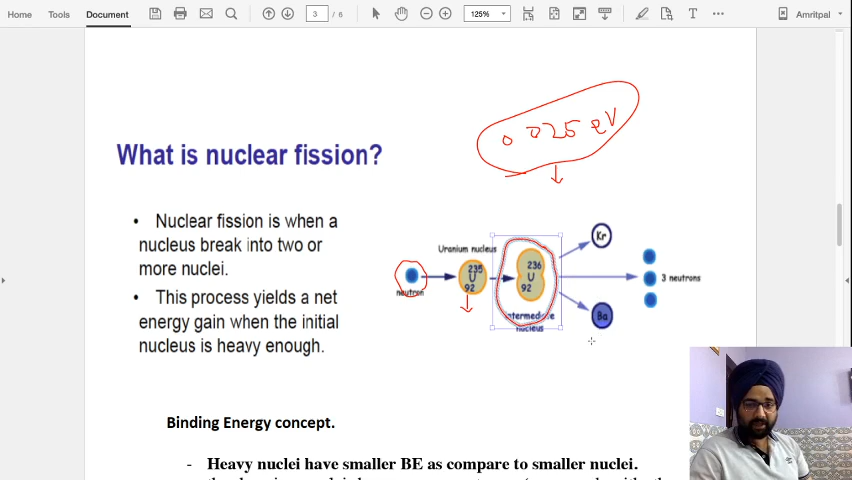 Home Tools Document 3 / 6 125% Amritpal
0.025 eV
What is nuclear fission?
• Nuclear fission is when a
nucleus break into two or
more nuclei.
• This process yields a net
energy gain when the initial
nucleus is heavy enough.
Uranium nucleus
neutron
235
U
92
236
U
92
Intermediate
nucleus
Kr
Ba
3 neutrons
Binding Energy concept.
- Heavy nuclei have smaller BE as compare to smaller nuclei.